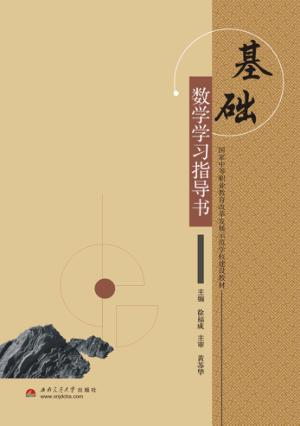 基础
数学学习指导书
国家中等职业教育改革发展示范学校建设教材
主编 徐福成 主审 黄苏华
西南交通大学出版社
www.xnjdcbs.com